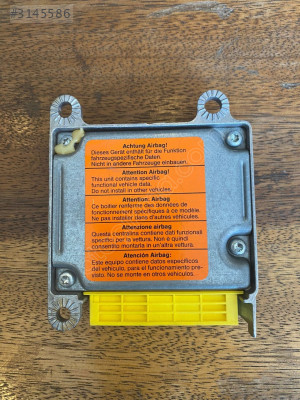 #3145586
Achtung Airbag!
Dieses Gerät enthält für die Funktion
fahrzeugspezifische Daten.
Nicht in andere Fahrzeuge einbauen.
Attention Airbag!
This unit contains specific
functional vehicle data.
Do not install in other vehicles.
Attention: Airbag
Ce boitier renferme des données de
fonctionnement spécifiques à ce modèle.
Ne pas installer dans d'autres véhicules.
Attenzione airbag
Questa centralina contiene dati funzionali
specifici per la vettura. Non è quindi
consentito montarla in un'altra vettura.
Atención Airbag:
Este equipo contiene datos específicos
del vehículo, para el funcionamiento pre-
visto. No se monte en otros vehículos.